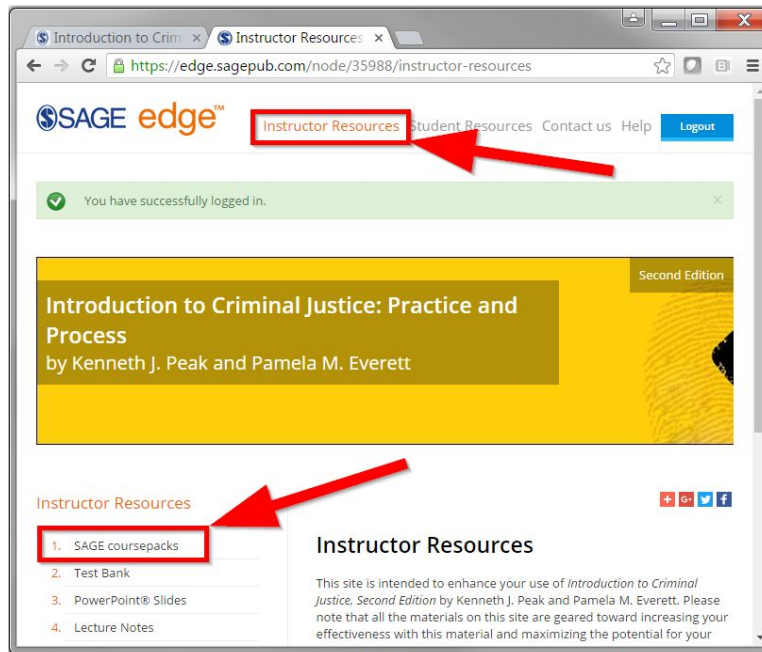 Introduction to Crim
Instructor Resources
https://edge.sagepub.com/node/35988/instructor-resources
SAGE edge™
Instructor Resources Student Resources Contact us Help Logout
You have successfully logged in.
Second Edition
Introduction to Criminal Justice: Practice and
Process
by Kenneth J. Peak and Pamela M. Everett
Instructor Resources
1. SAGE coursepacks
2. Test Bank
3. PowerPoint® Slides
4. Lecture Notes
Instructor Resources
This site is intended to enhance your use of Introduction to Criminal
Justice, Second Edition by Kenneth J. Peak and Pamela M. Everett. Please
note that all the materials on this site are geared toward increasing your
effectiveness with this material and maximizing the potential for your